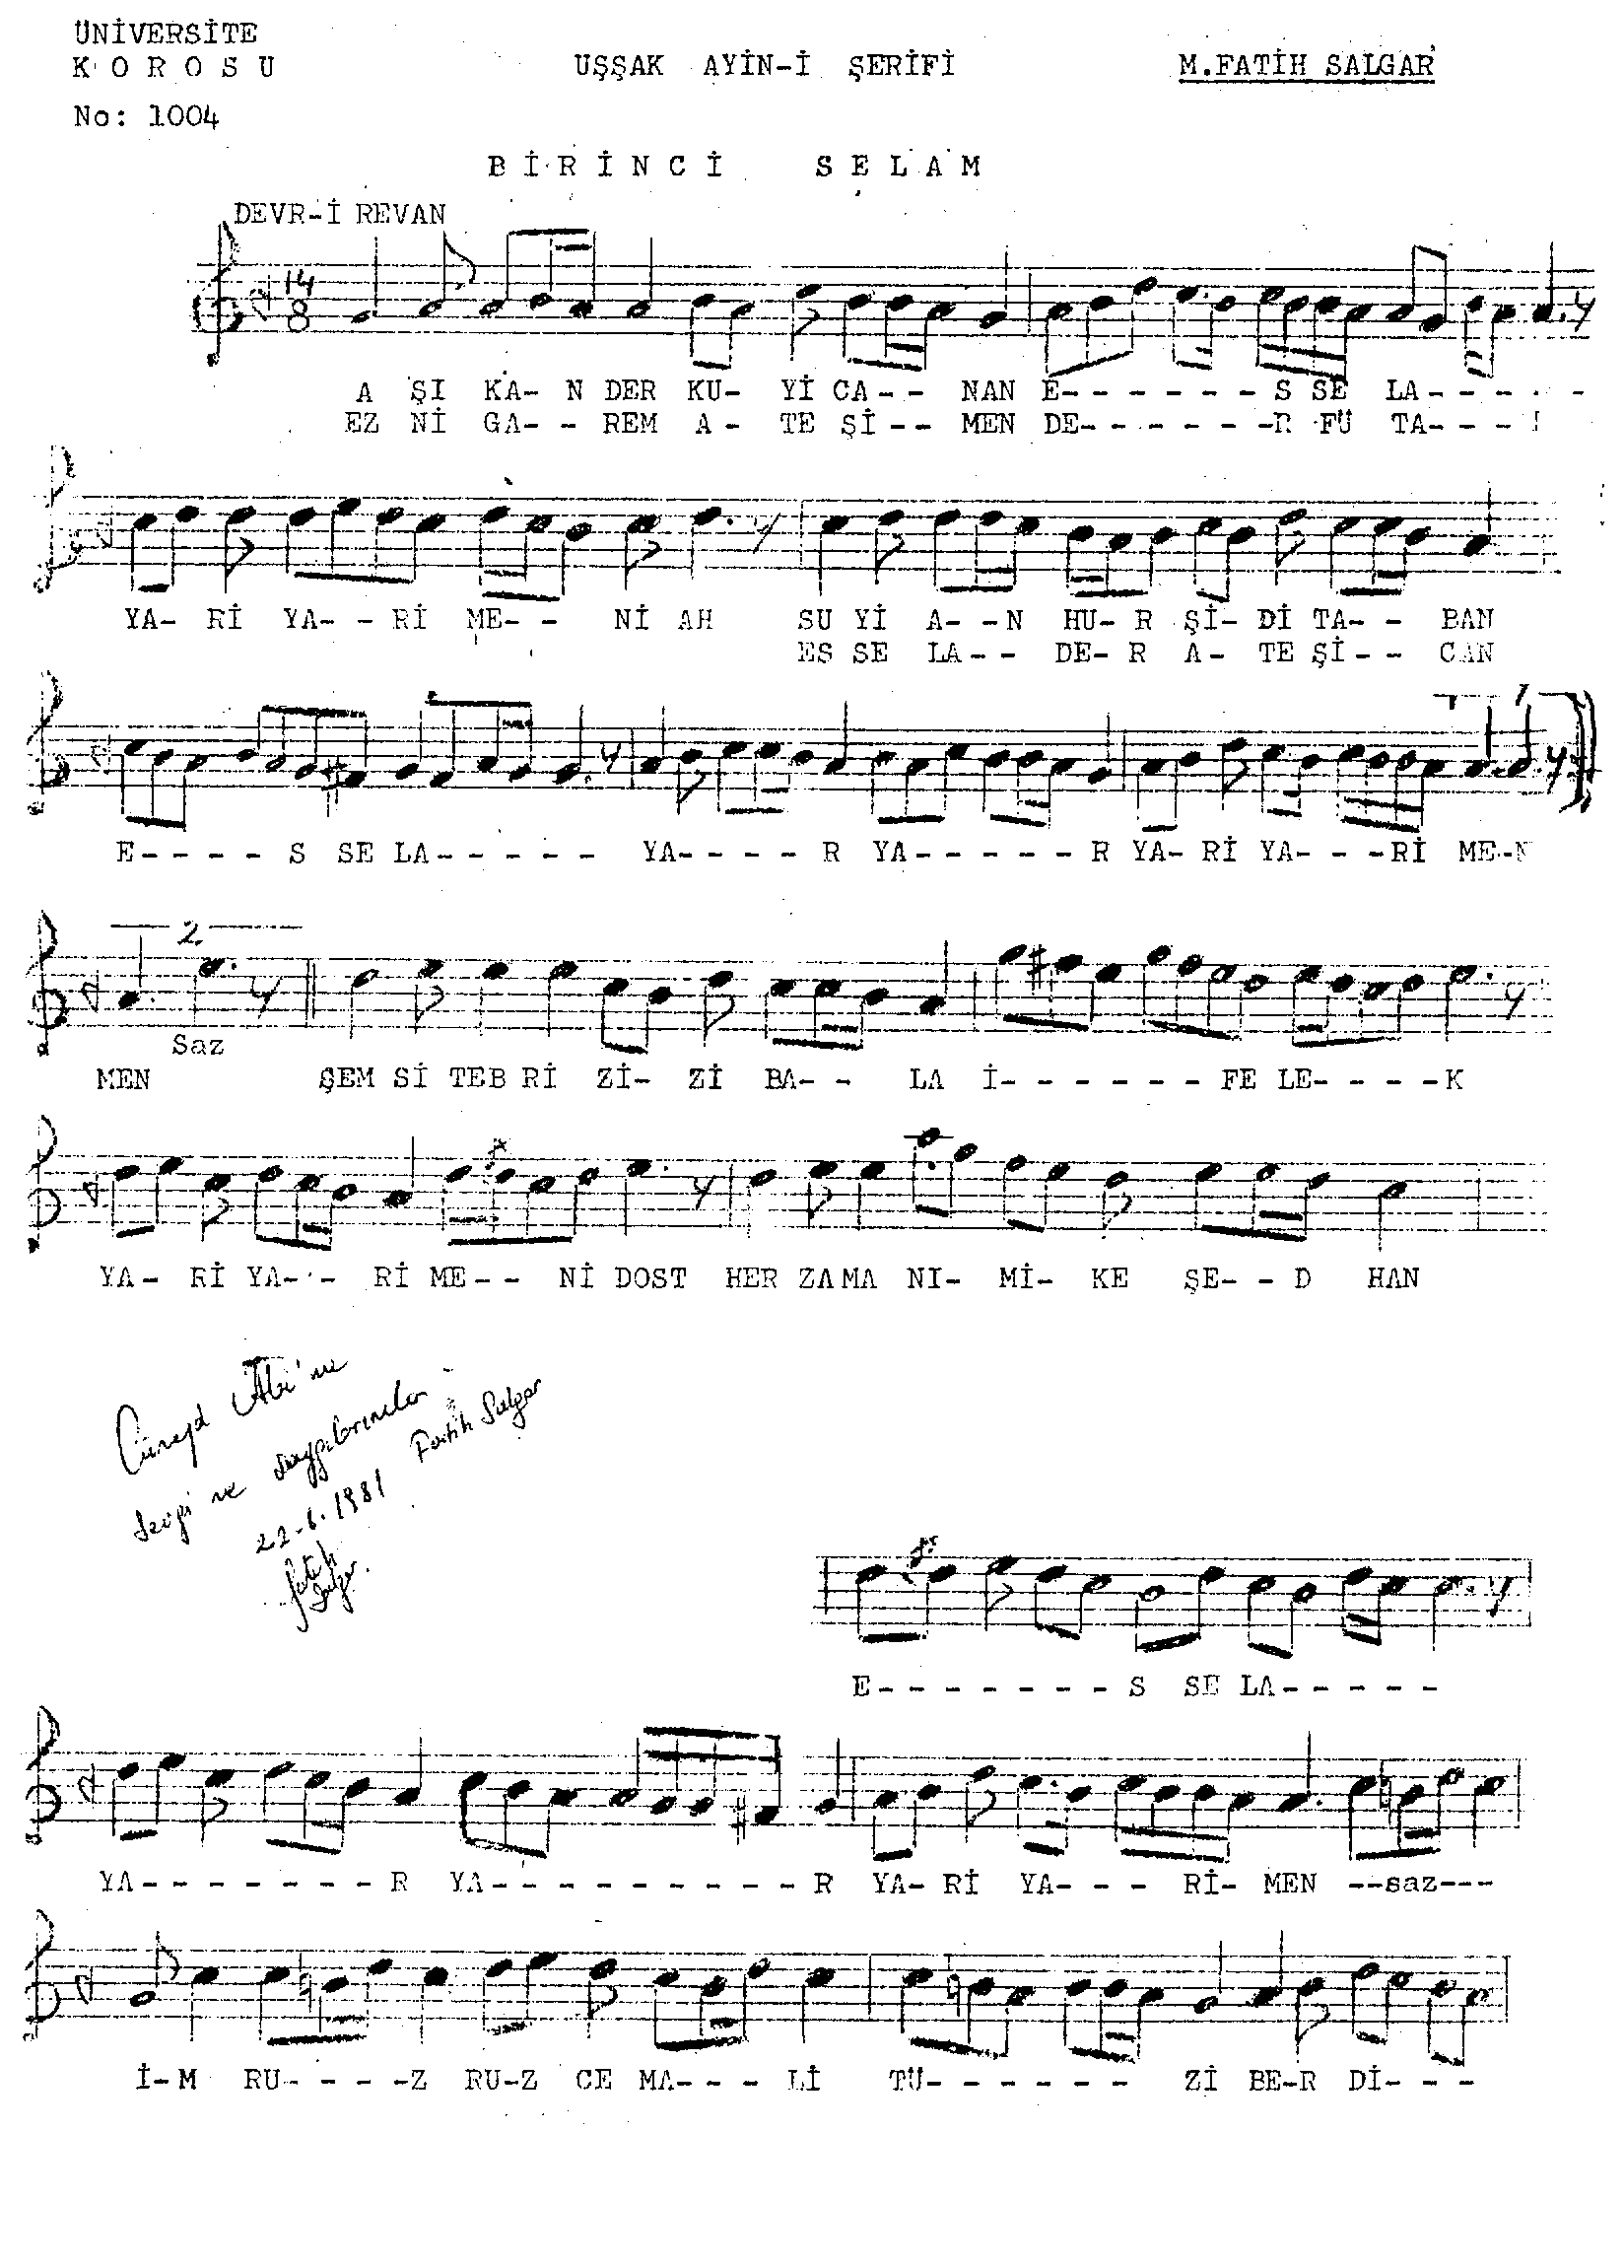 ÜNİVERSİTE
K O R O S U
UŞŞAK AYİN-İ ŞERİFİ
M.FATİH SALGAR
No: 1004
B İ R İ N C İ S E L A M
DEVR-İ REVAN
14
8
A ŞI KA- N DER KU- Yİ CA-- NAN E-------S SE LA------
EZ Nİ GA-- REM A- TE Şİ-- MEN DE-------R FÜ TA----
YA- Rİ YA--Rİ ME-- Nİ AH SU Yİ A--N HU-R Şİ- Dİ TA-- BAN
ES SE LA-- DE-R A- TE Şİ-- CAN
1
E----S SE LA------ YA----R YA------R YA-Rİ YA---Rİ ME-N
2
Saz
MEN ŞEM Sİ TEB Rİ Zİ- Zİ BA-- LA İ------FE LE----K
YA- Rİ YA-- Rİ ME-- Nİ DOST HER ZAMA NI- Mİ- KE ŞE--D HAN
Cüneyd Abi'me
Sevgi ve saygılarımla
22-6-1981 Fatih Salgar
Fatih
Salgar
E--------S SE LA------
YA-------R YA----------R YA-Rİ YA--- Rİ- MEN --saz---
İ-M RU----Z RU-Z CE MA---Lİ TÜ------- Zİ BE-R Dİ---